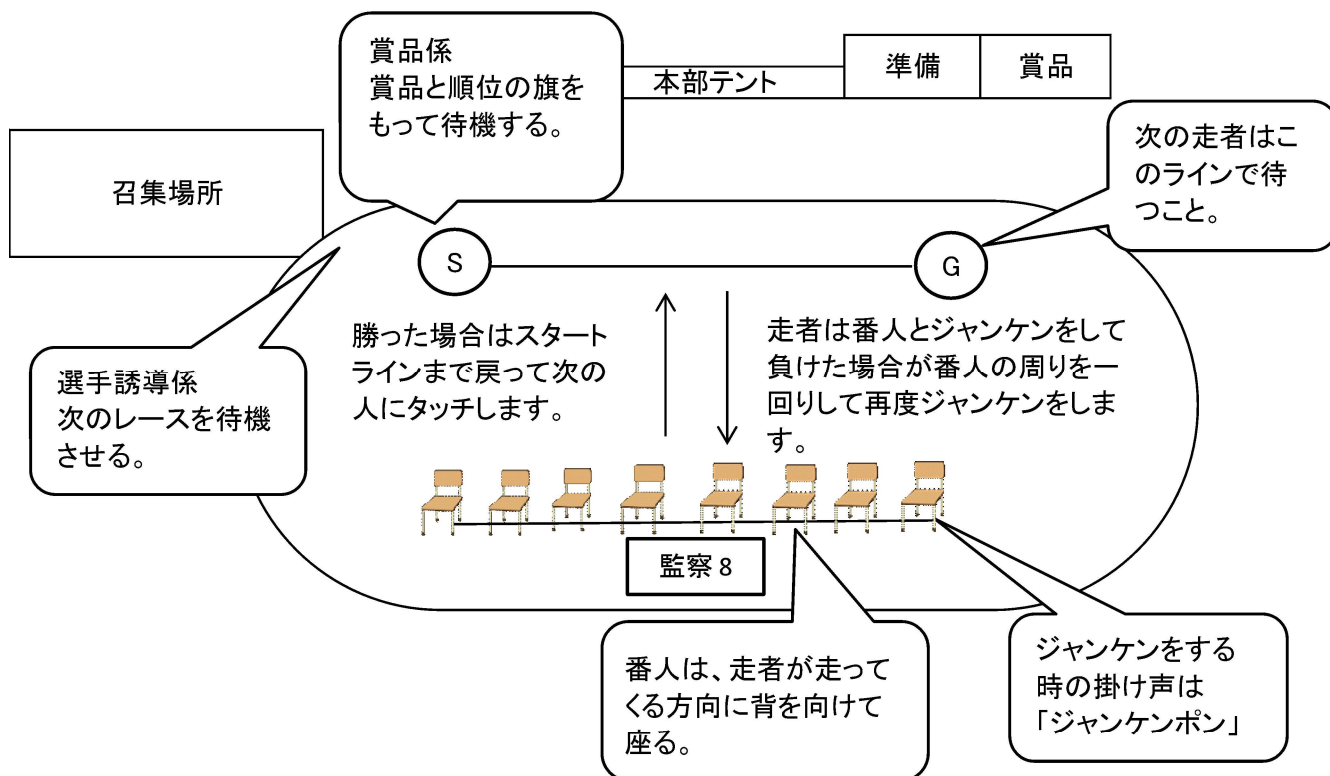 賞品係
賞品と順位の旗を
もって待機する。
本部テント
準備
賞品
次の走者はこ
のラインで待
つこと。
召集場所
S
G
勝った場合はスタート
ラインまで戻って次の
人にタッチします。
走者は番人とジャンケンをして
負けた場合が番人の周りを一
回りして再度ジャンケンをしま
す。
選手誘導係
次のレースを待機
させる。
監察8
番人は、走者が走って
くる方向に背を向けて
座る。
ジャンケンをする
時の掛け声は
「ジャンケンポン」